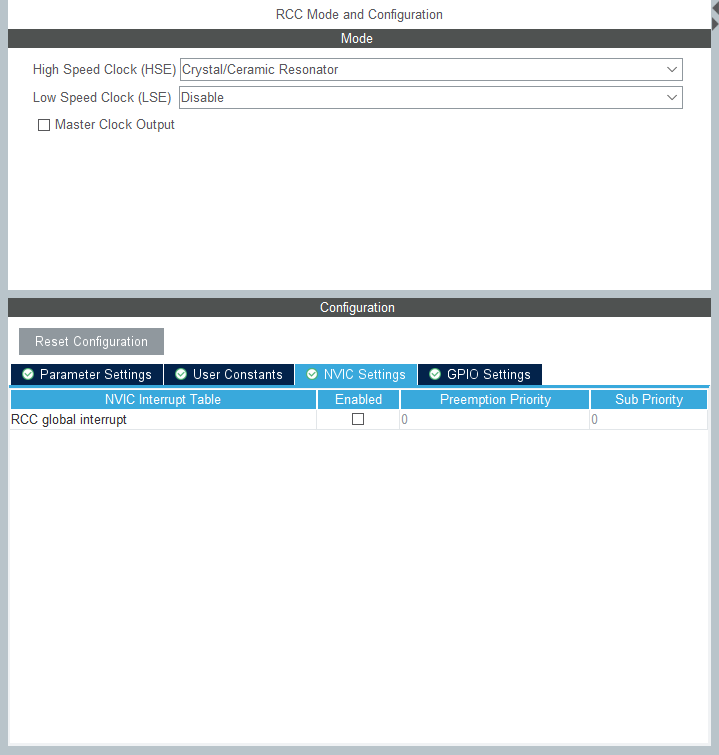 RCC Mode and Configuration
Mode
High Speed Clock (HSE) Crystal/Ceramic Resonator
Low Speed Clock (LSE) Disable
Master Clock Output
Configuration
Reset Configuration
Parameter Settings User Constants NVIC Settings GPIO Settings
NVIC Interrupt Table Enabled Preemption Priority Sub Priority
RCC global interrupt 0 0